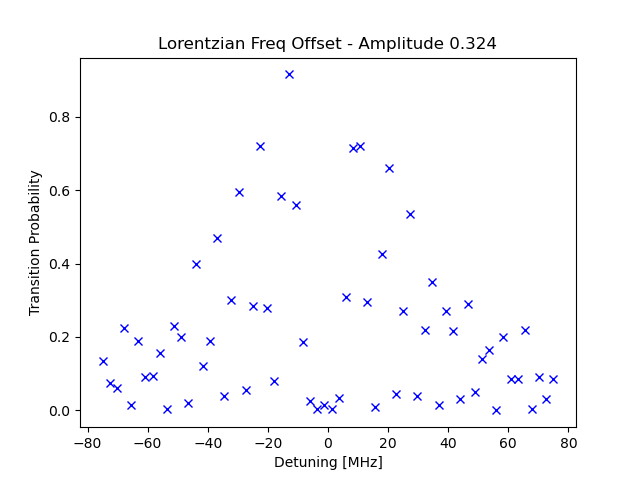 Lorentzian Freq Offset - Amplitude 0.324
Transition Probability
0.8
0.6
0.4
0.2
0.0
−80 −60 −40 −20 0 20 40 60 80
Detuning [MHz]